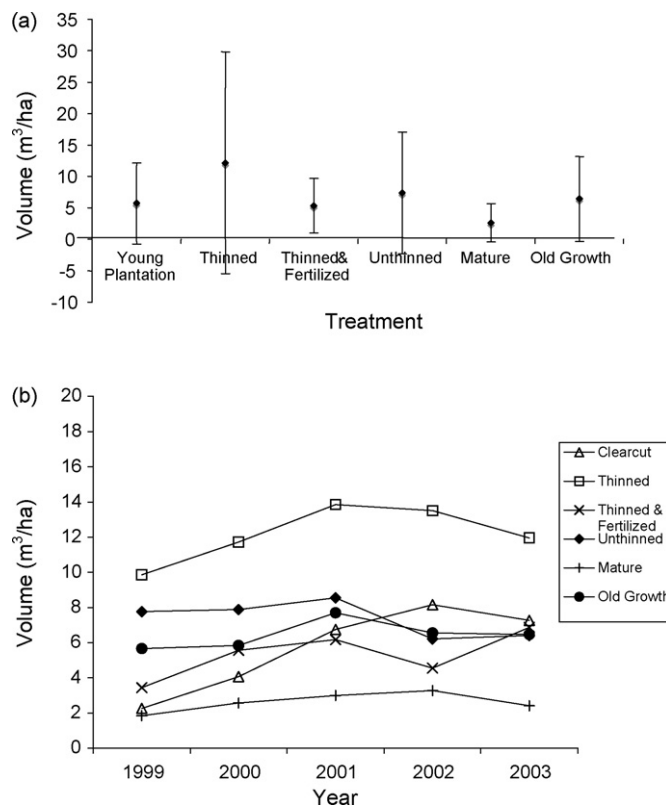 (a)
35
30
25
20
15
10
5
0
-5
-10
Volume (m³/ha)
Young
Plantation
Thinned
Thinned&
Fertilized
Unthinned
Mature
Old Growth
Treatment
(b)
20
18
16
14
12
10
8
6
4
2
0
Volume (m³/ha)
1999 2000 2001 2002 2003
Year
Clearcut
Thinned
Thinned &
Fertilized
Unthinned
Mature
Old Growth